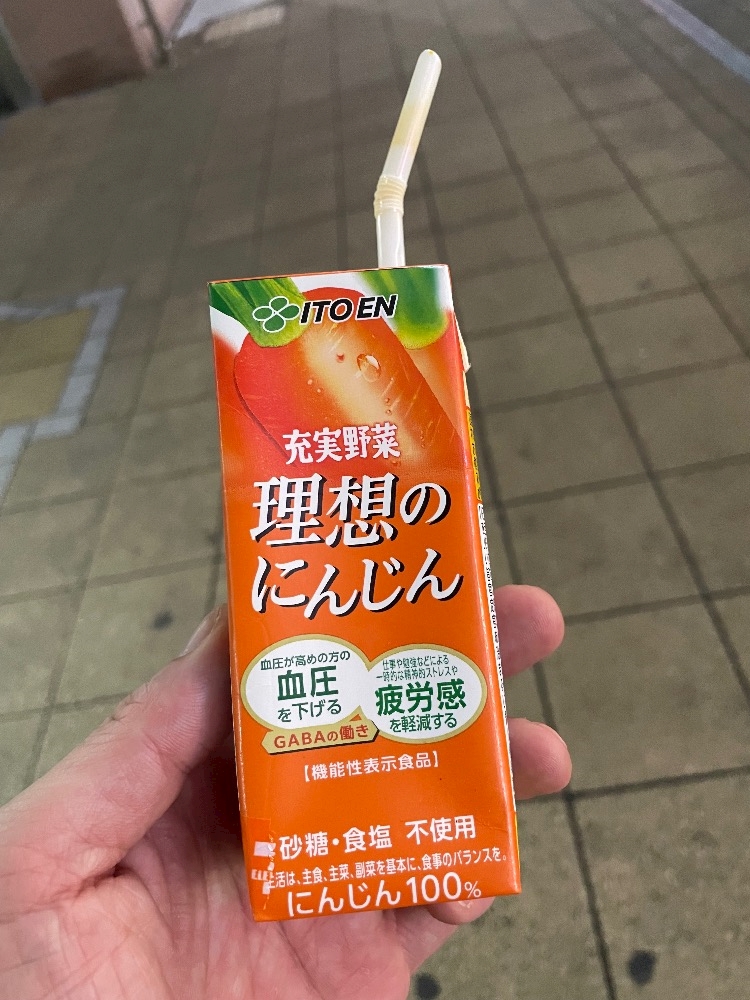 ITO EN
充実野菜
理想の
にんじん
血圧が高めの方の
血圧
を下げる
仕事や勉強などによる
一時的な精神的ストレスや
疲労感
を軽減する
GABAの働き
【機能性表示食品】
砂糖・食塩 不使用
生活は、主食、主菜、副菜を基本に、食事のバランスを。
にんじん100%